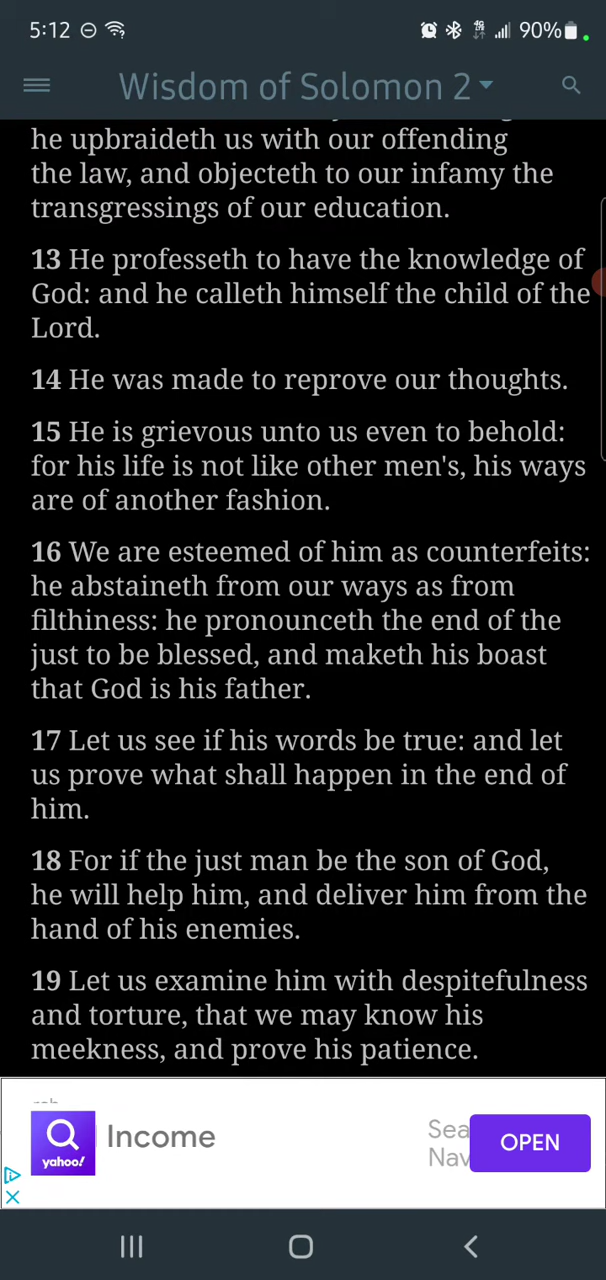 5:12
4G
90%
Wisdom of Solomon 2
he upbraideth us with our offending
the law, and objecteth to our infamy the
transgressings of our education.
13 He professeth to have the knowledge of
God: and he calleth himself the child of the
Lord.
14 He was made to reprove our thoughts.
15 He is grievous unto us even to behold:
for his life is not like other men's, his ways
are of another fashion.
16 We are esteemed of him as counterfeits:
he abstaineth from our ways as from
filthiness: he pronounceth the end of the
just to be blessed, and maketh his boast
that God is his father.
17 Let us see if his words be true: and let
us prove what shall happen in the end of
him.
18 For if the just man be the son of God,
he will help him, and deliver him from the
hand of his enemies.
19 Let us examine him with despitefulness
and torture, that we may know his
meekness, and prove his patience.
yahoo!
Income
Sea
Nav
OPEN